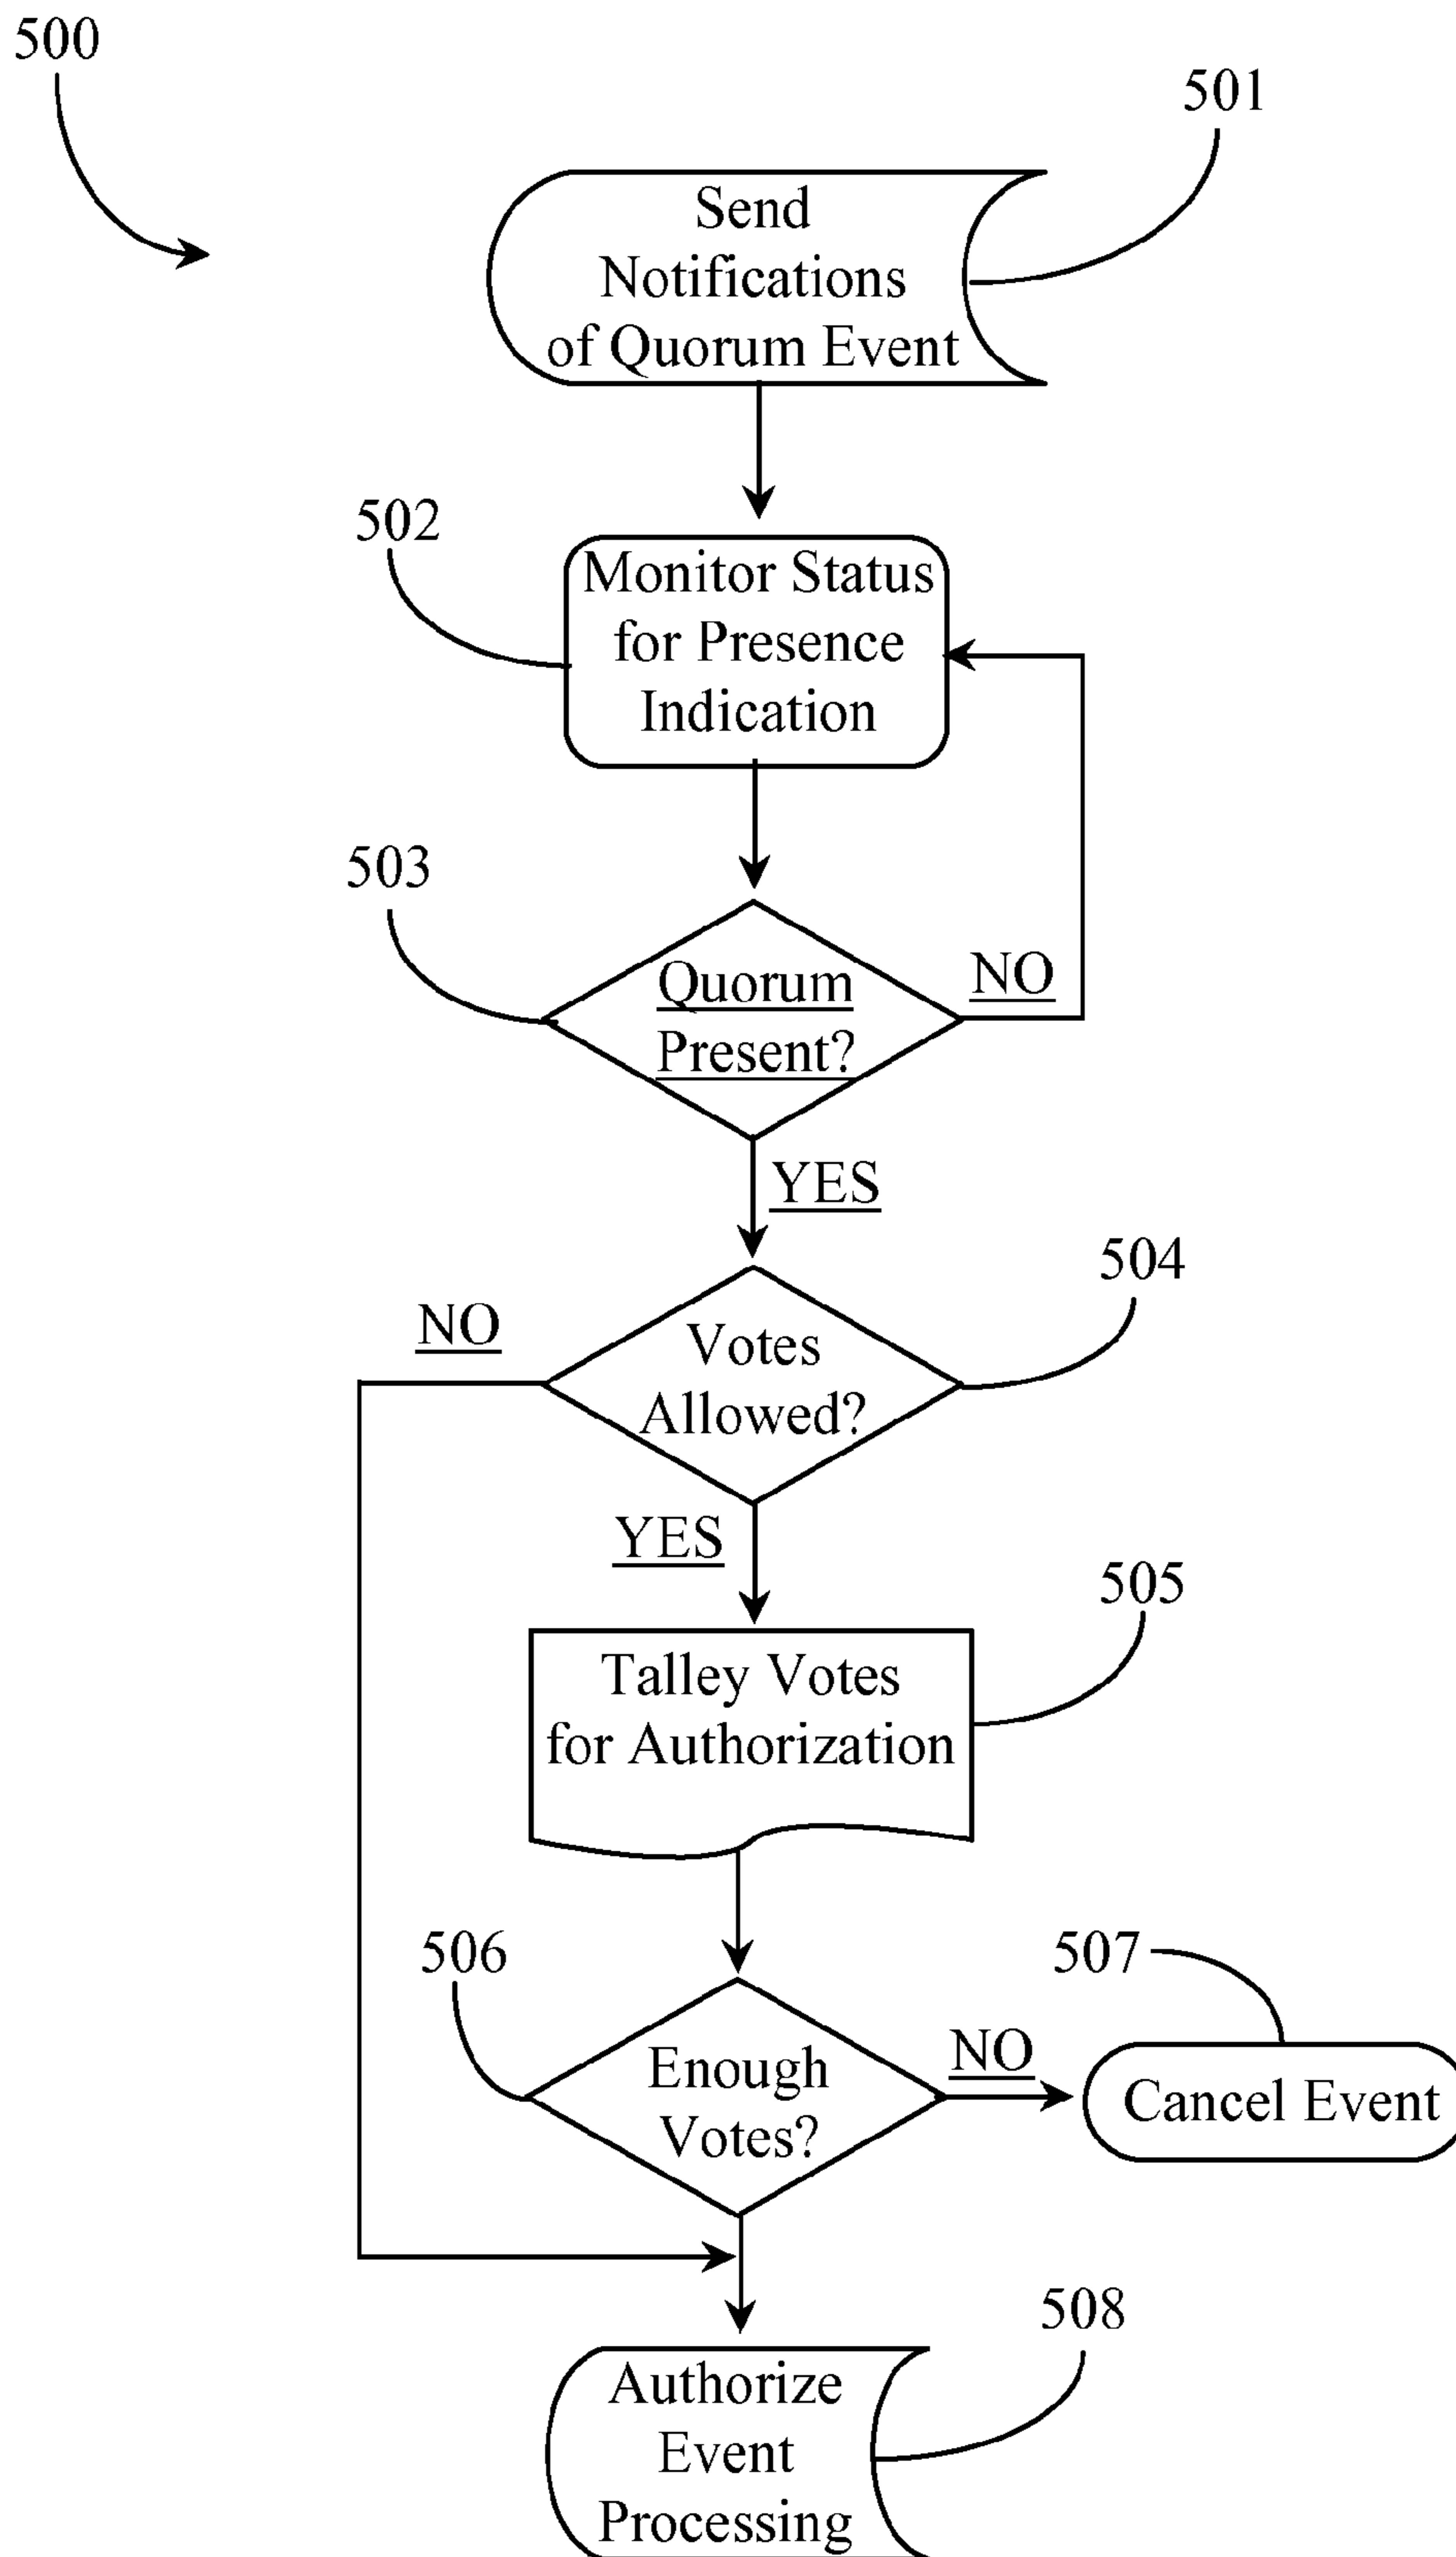 500
501
Send
Notifications
of Quorum Event
502
Monitor Status
for Presence
Indication
503
Quorum
Present?
NO
YES
504
NO
Votes
Allowed?
YES
505
Talley Votes
for Authorization
506
507
Enough
Votes?
NO
Cancel Event
508
Authorize
Event
Processing